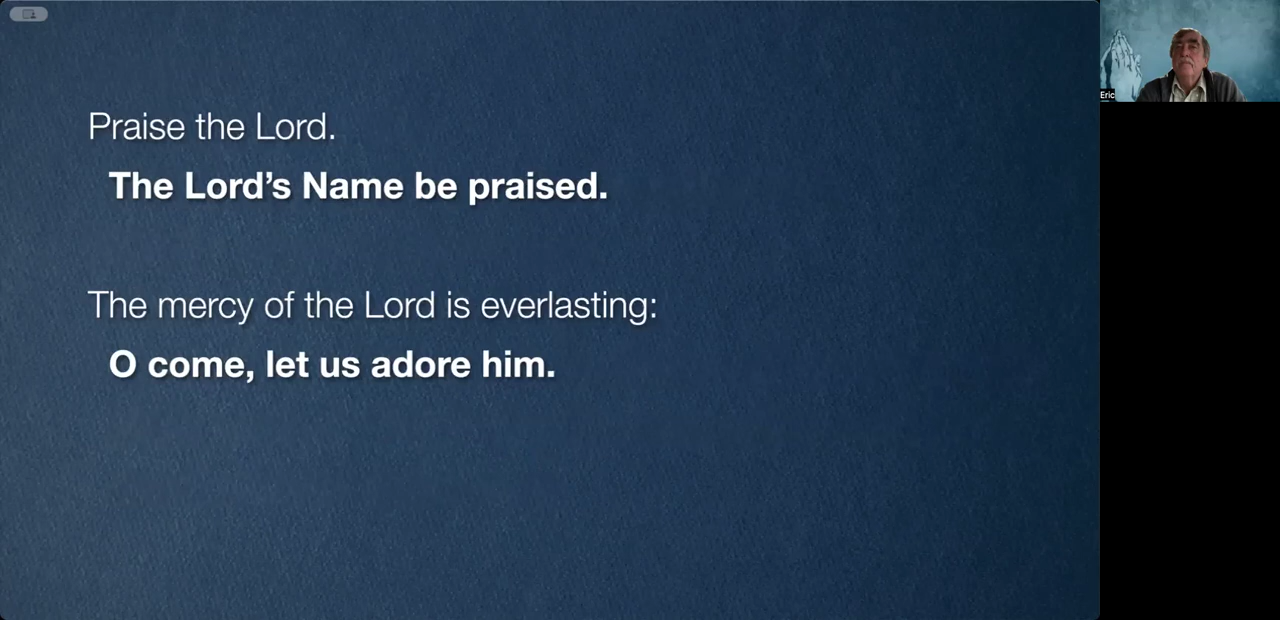 Praise the Lord.
The Lord’s Name be praised.
The mercy of the Lord is everlasting:
O come, let us adore him.
Eric